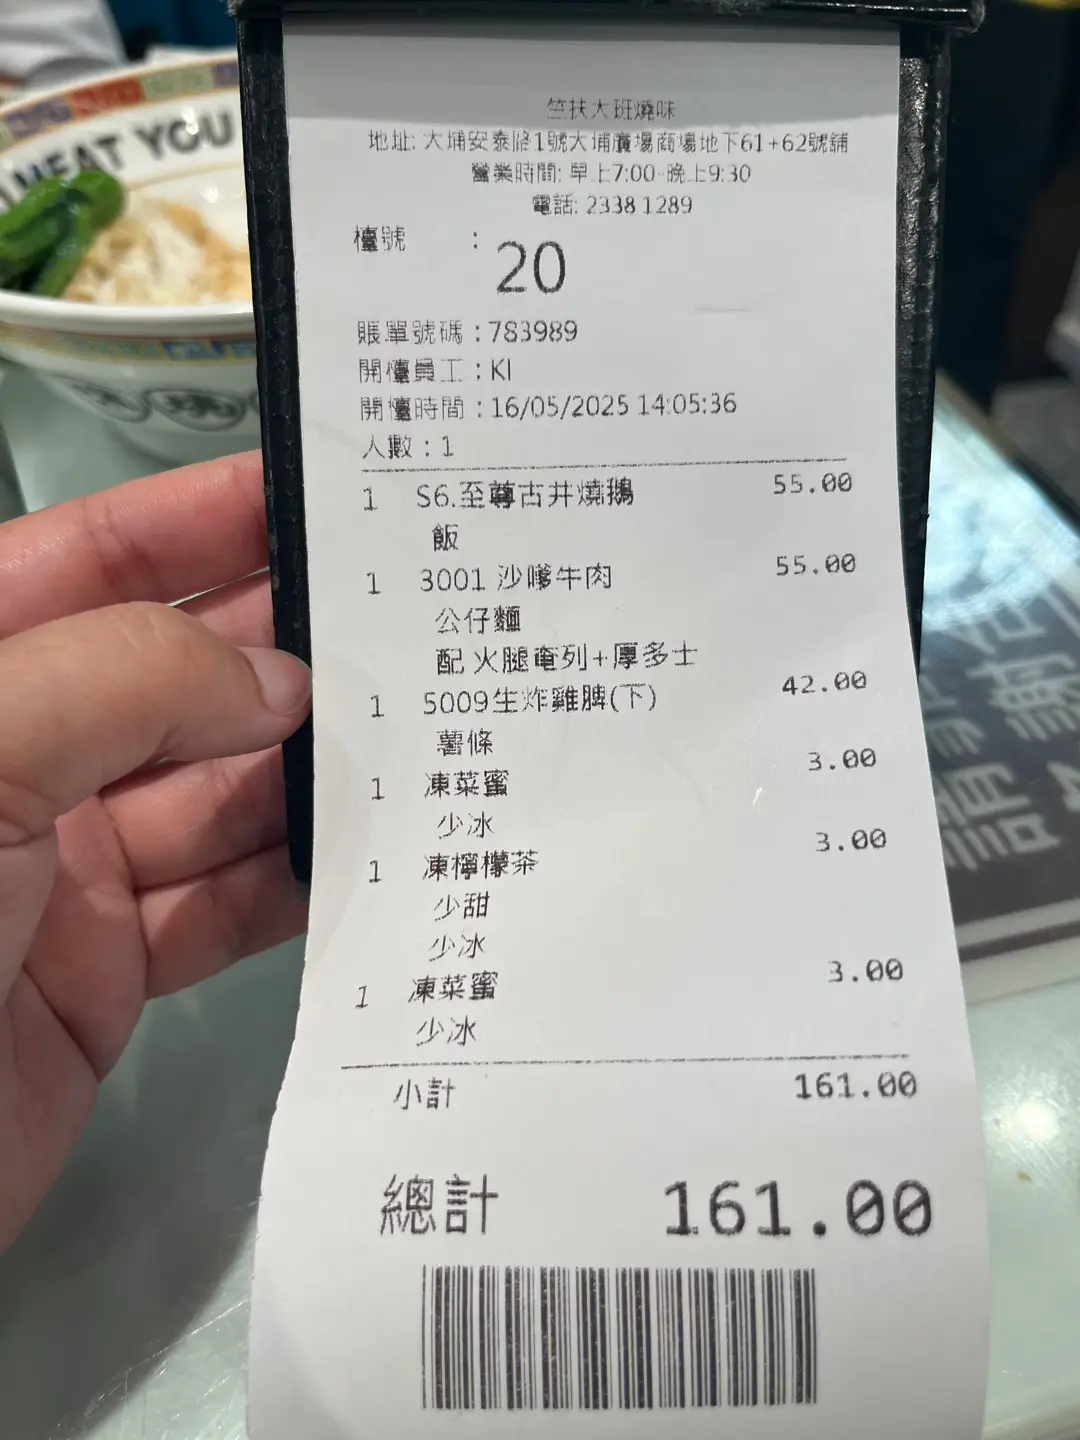 竺扶大班燒味
地址: 大埔安泰路1號大埔廣場商場地下61+62號舖
營業時間: 早上7:00-晚上9:30
電話: 2338 1289
檯號 : 20
賬單號碼 : 783989
開檯員工 : KI
開檯時間 : 16/05/2025 14:05:36
人數 : 1
1 S6.至尊古井燒鵝 55.00
飯
1 3001 沙嗲牛肉 55.00
公仔麵
配 火腿奄列+厚多士
1 5009生炸雞脾(下) 42.00
薯條
1 凍菜蜜 3.00
少冰
1 凍檸檬茶 3.00
少甜
少冰
1 凍菜蜜 3.00
少冰
小計 161.00
總計 161.00
EAT YOU